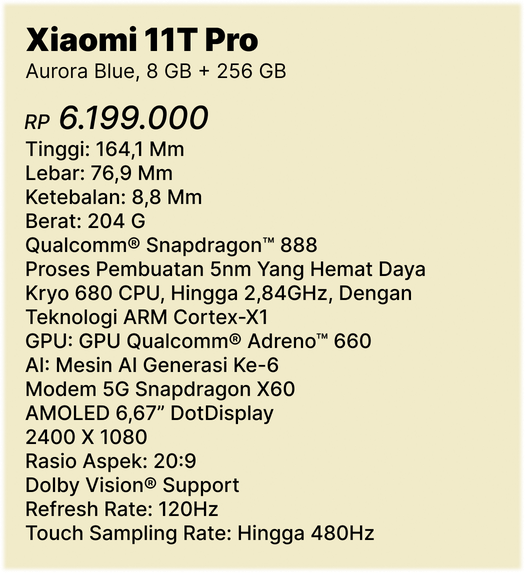 Xiaomi 11T Pro
Aurora Blue, 8 GB + 256 GB
RP 6.199.000
Tinggi: 164,1 Mm
Lebar: 76,9 Mm
Ketebalan: 8,8 Mm
Berat: 204 G
Qualcomm® Snapdragon™ 888
Proses Pembuatan 5nm Yang Hemat Daya
Kryo 680 CPU, Hingga 2,84GHz, Dengan
Teknologi ARM Cortex-X1
GPU: GPU Qualcomm® Adreno™ 660
AI: Mesin AI Generasi Ke-6
Modem 5G Snapdragon X60
AMOLED 6,67” DotDisplay
2400 X 1080
Rasio Aspek: 20:9
Dolby Vision® Support
Refresh Rate: 120Hz
Touch Sampling Rate: Hingga 480Hz